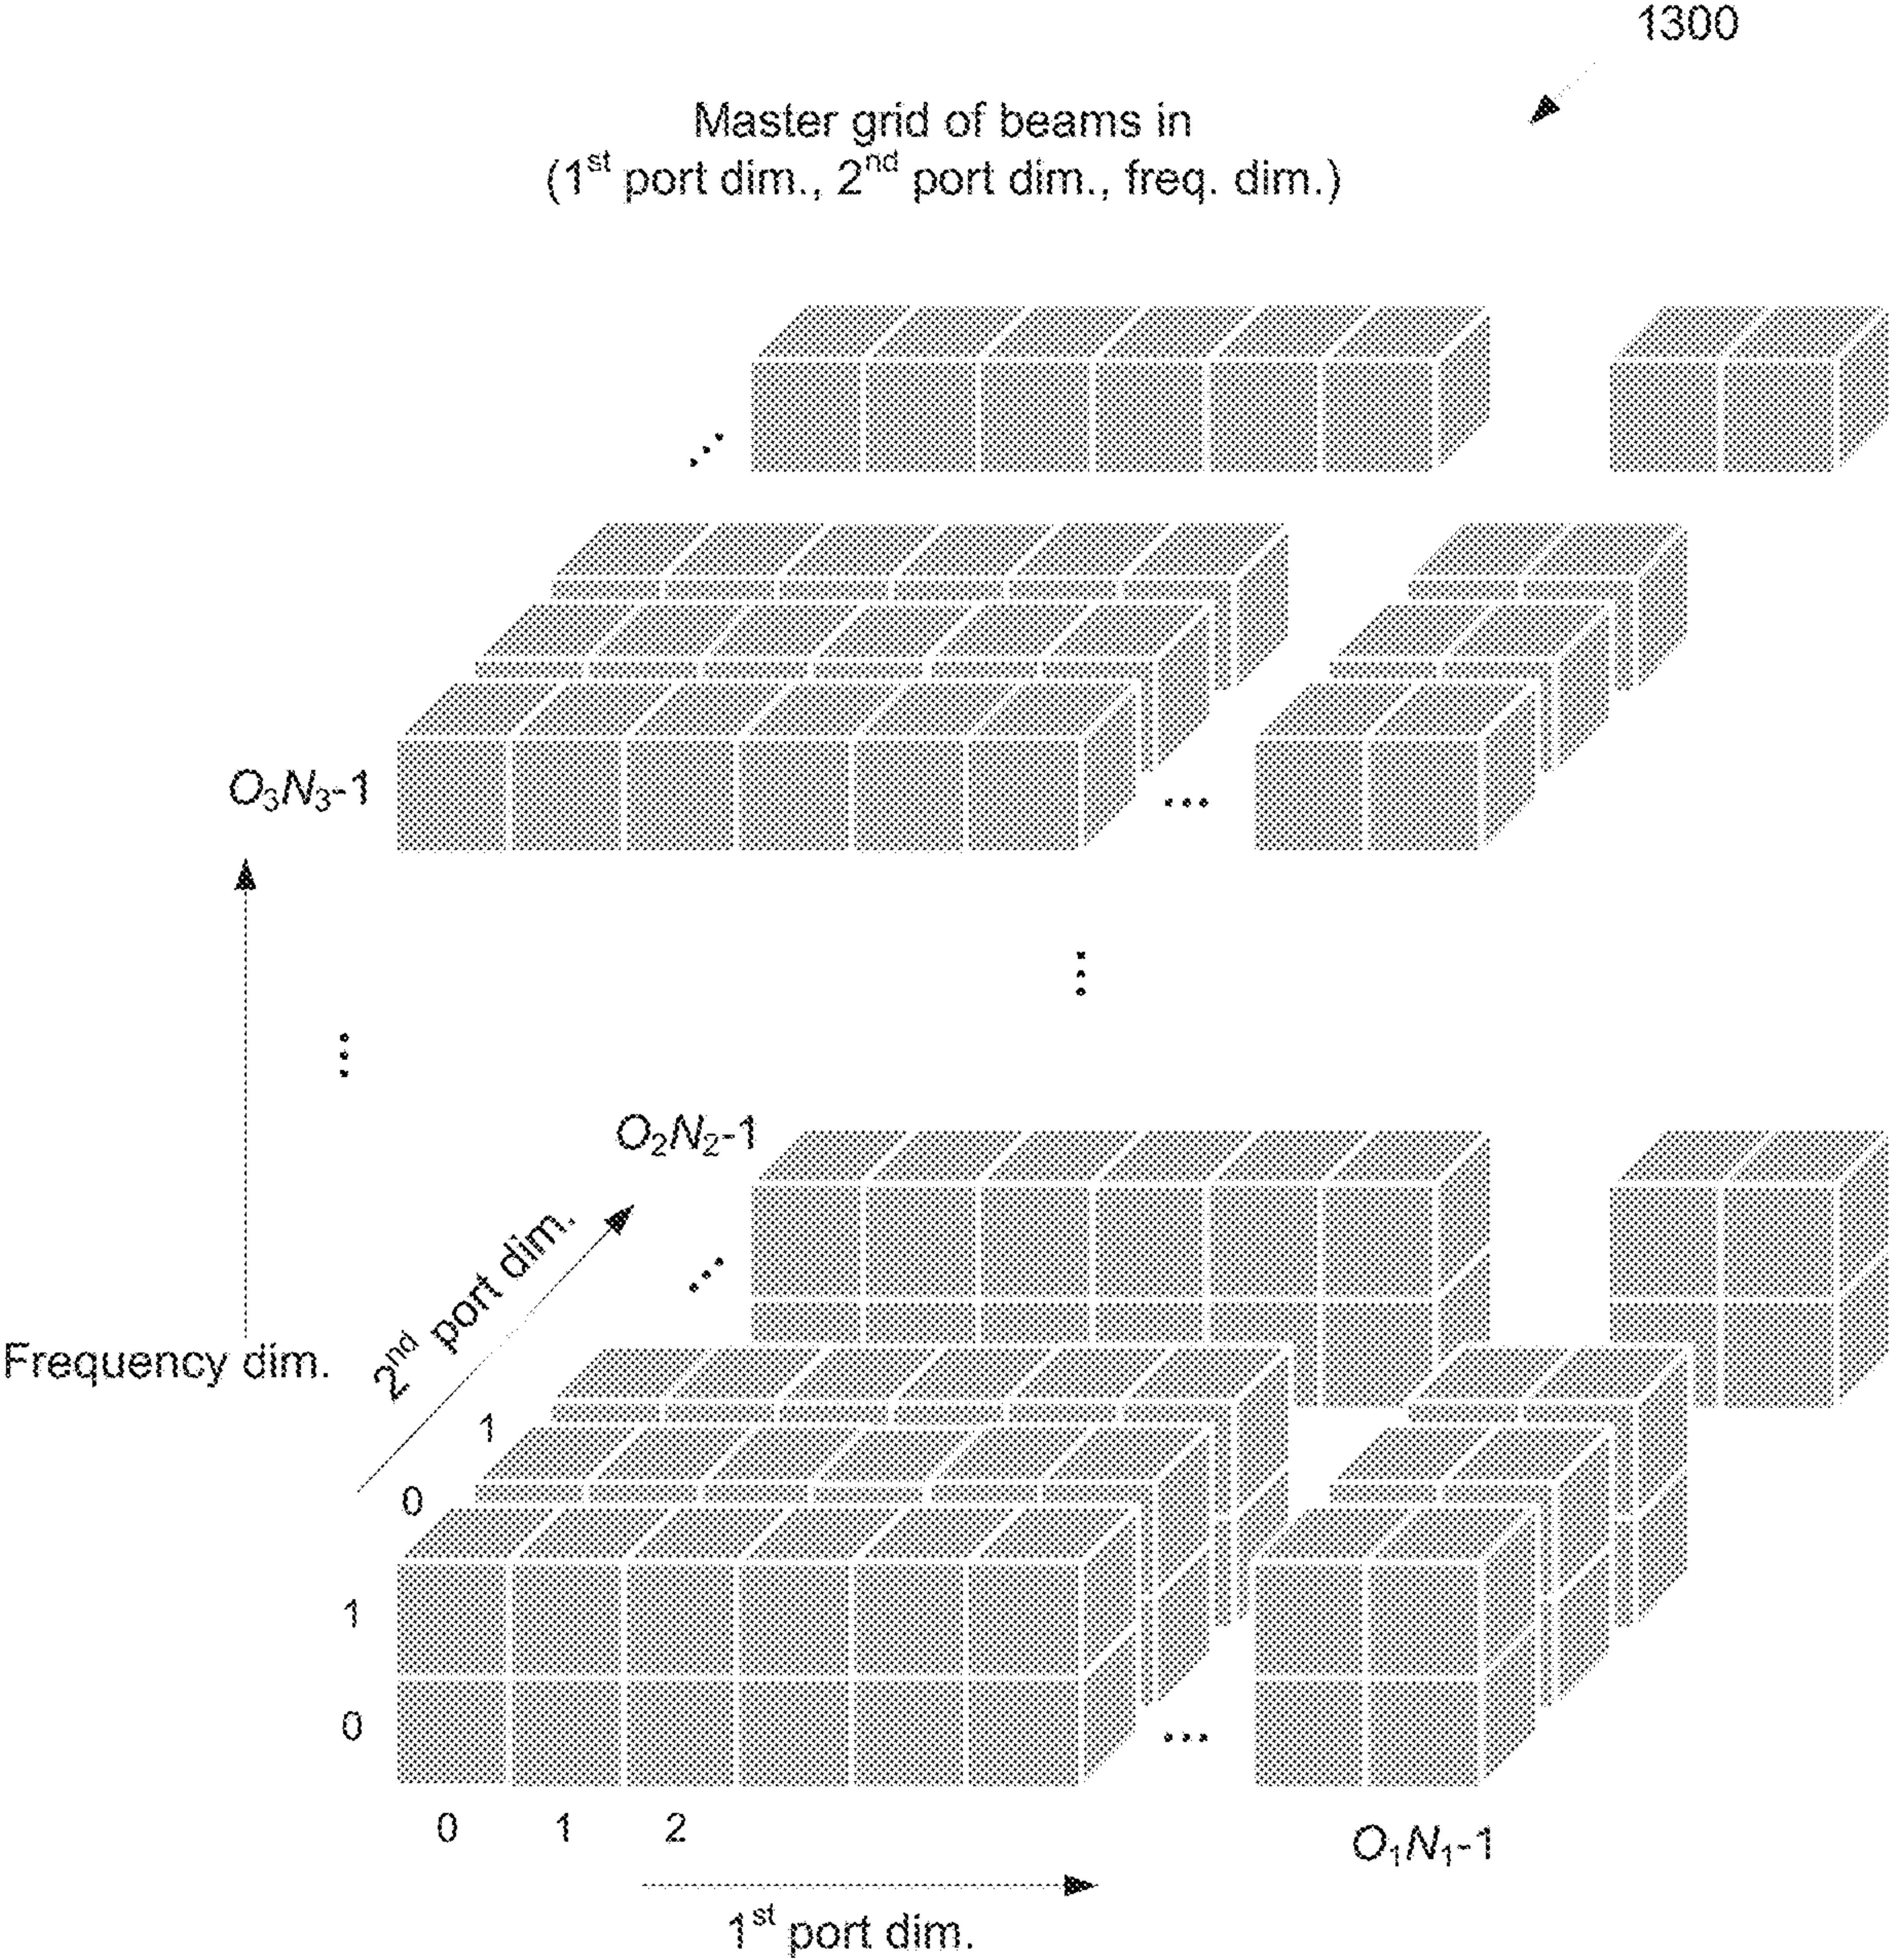 1300
Master grid of beams in
(1st port dim., 2nd port dim., freq. dim.)
O3N3-1
O2N2-1
2nd port dim.
Frequency dim.
1
0
1
0
0 1 2
O1N1-1
1st port dim.